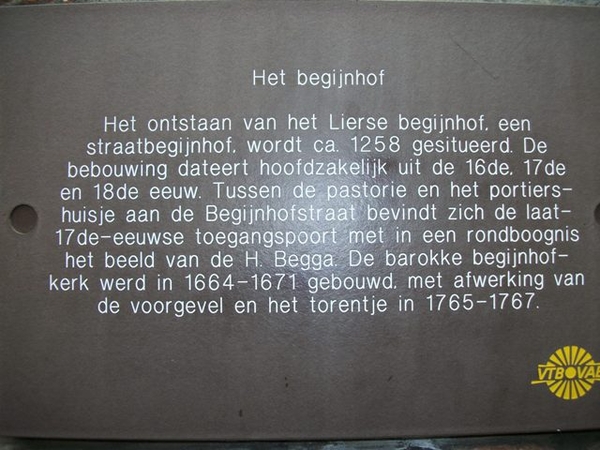 Het begijnhof
Het ontstaan van het Lierse begijnhof, een
straatbegijnhof, wordt ca. 1258 gesitueerd. De
bebouwing dateert hoofdzakelijk uit de 16de, 17de
en 18de eeuw. Tussen de pastorie en het portiers-
huisje aan de Begijnhofstraat bevindt zich de laat-
17de-eeuwse toegangspoort met in een rondboognis
het beeld van de H. Begga. De barokke begijnhof-
kerk werd in 1664-1671 gebouwd, met afwerking van
de voorgevel en het torentje in 1765-1767.
VTB VAB